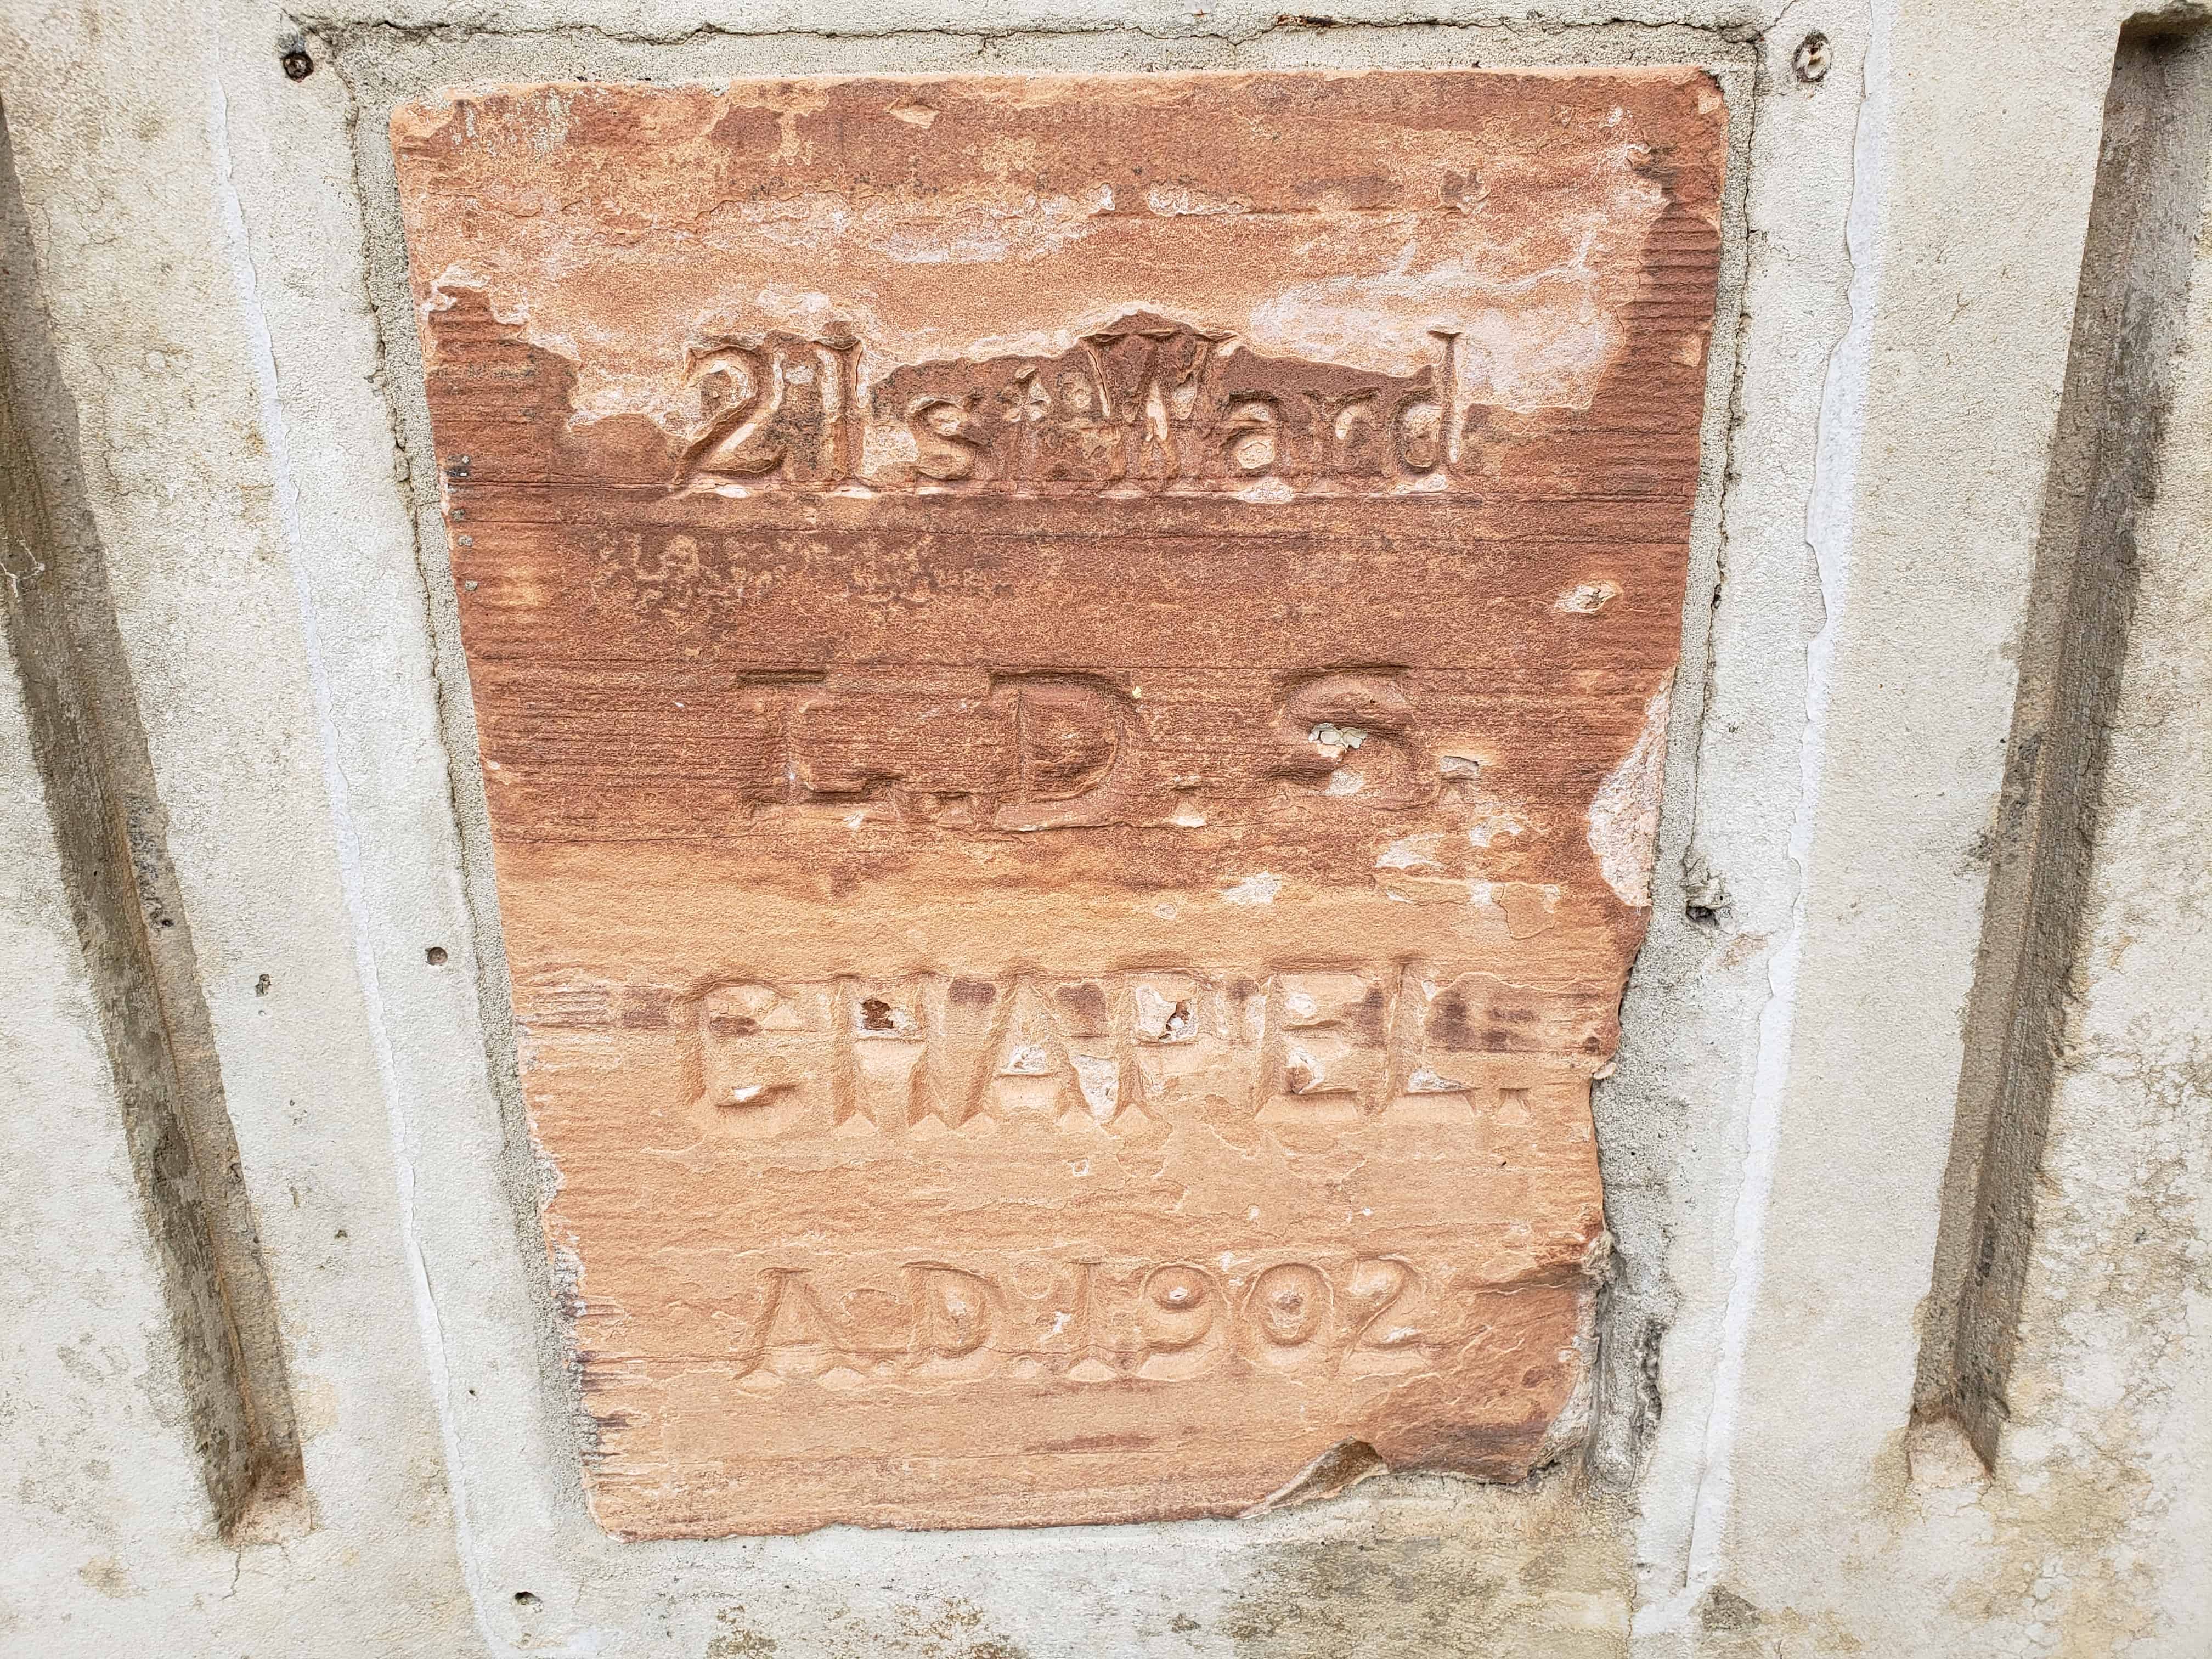 21st Ward
L. D. S.
CHAPEL.
A. D. 1902